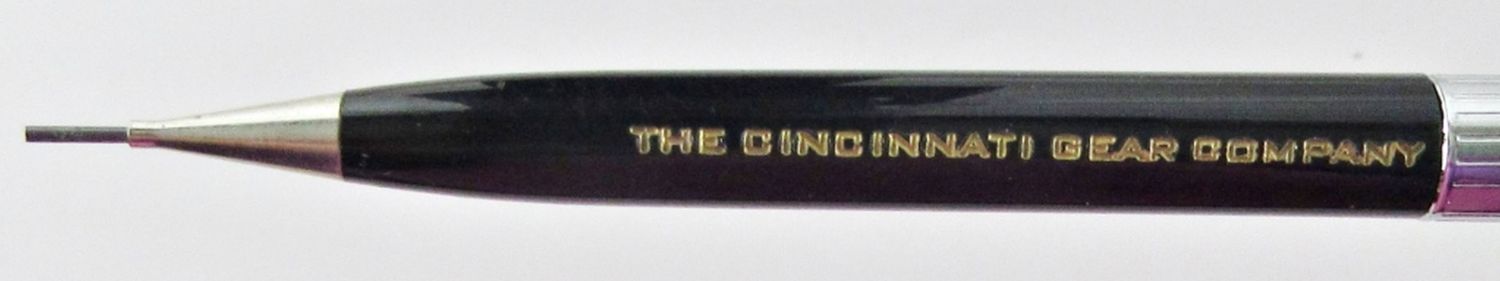 THE CINCINNATI GEAR COMPANY